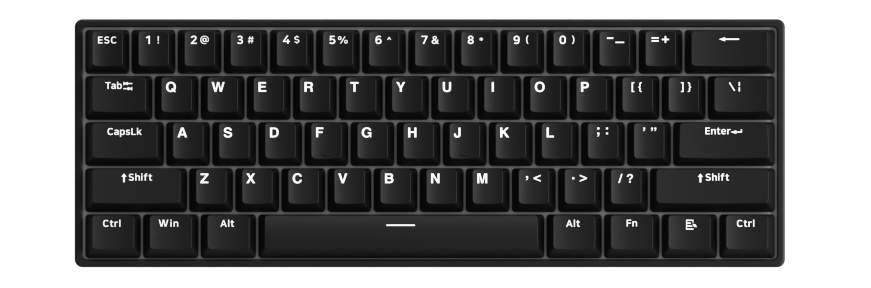 ESC 1 ! 2 @ 3 # 4 $ 5 % 6 ^ 7 & 8 * 9 ( 0 ) - _ = + ←
Tab Q W E R T Y U I O P [ { ] } \ ¦
CapsLk A S D F G H J K L ; : ' " Enter↵
⇧Shift Z X C V B N M , < . > / ? ⇧Shift
Ctrl Win Alt — Alt Fn Ctrl